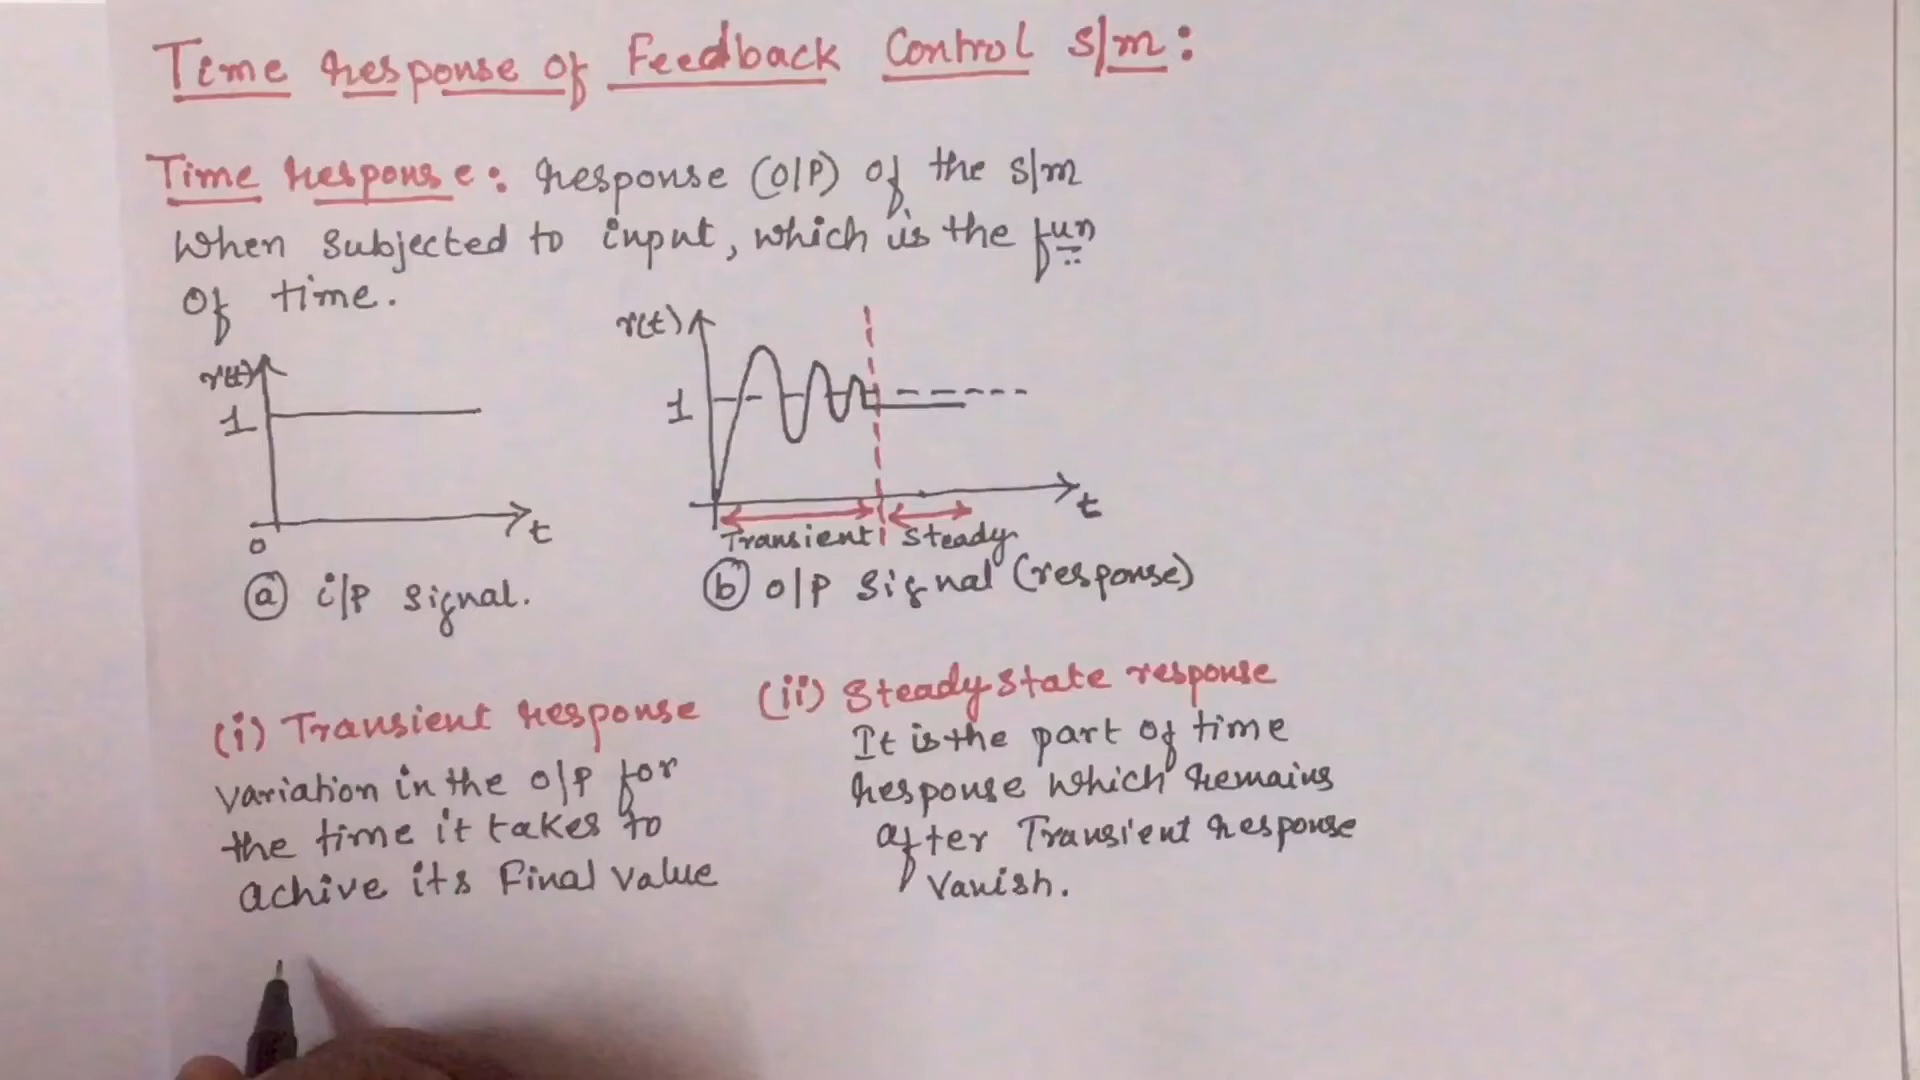 Time response of Feedback Control s/m:
Time response: response (O/P) of the s/m
When subjected to input, which is the fun
of time.
r(t)
1
0
t
(a) i/p signal.
r(t)
1
t
Transient Steady
(b) o/p signal (response)
(i) Transient response
Variation in the o/p for
the time it takes to
achive its Final value
(ii) Steady state response
It is the part of time
response which remains
after Transient response
Vanish.